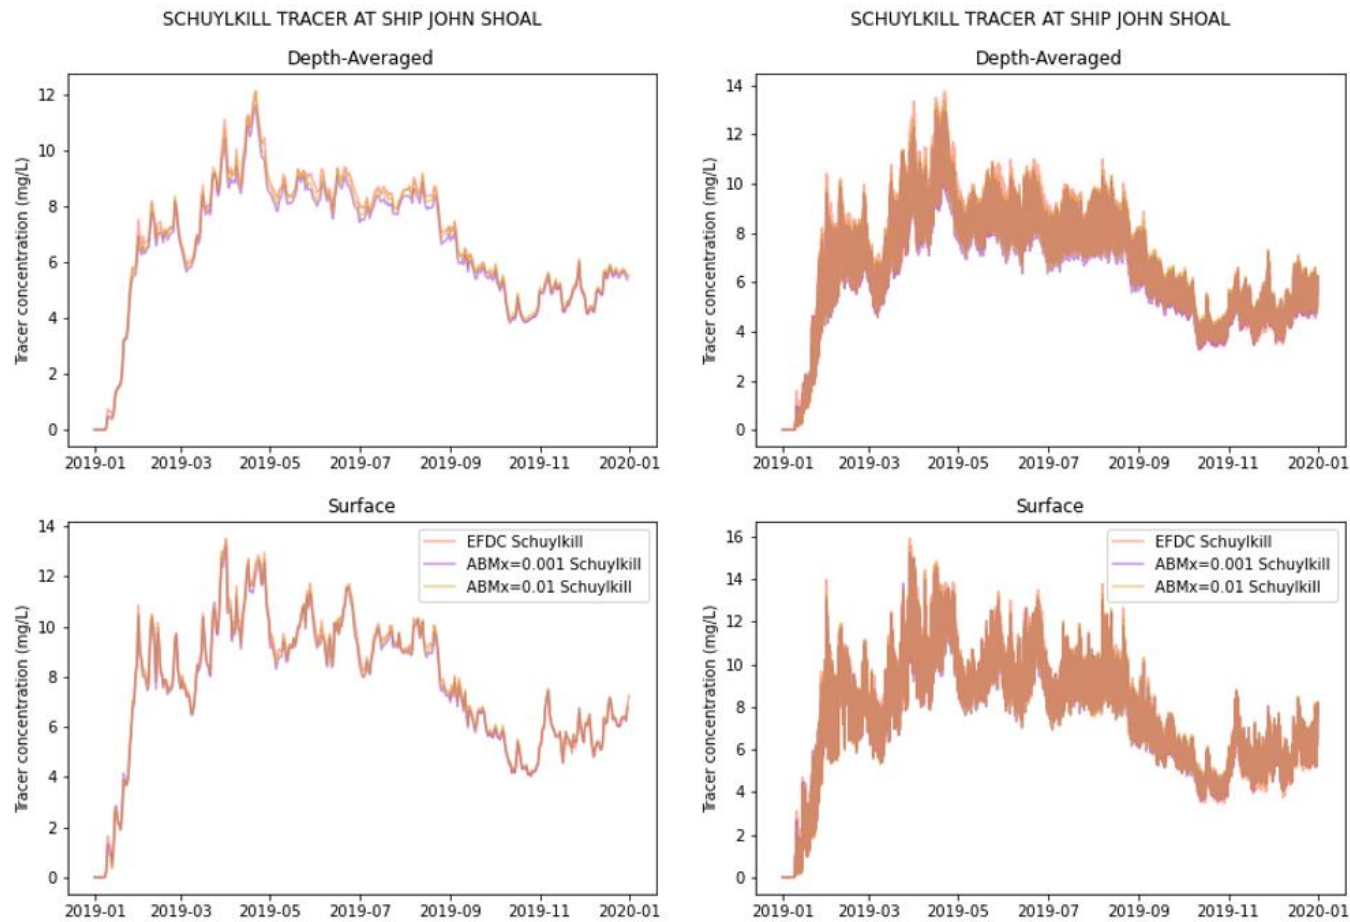 SCHUYLKILL TRACER AT SHIP JOHN SHOAL
Depth-Averaged
12
10
8
6
4
2
0
Tracer concentration (mg/L)
2019-01 2019-03 2019-05 2019-07 2019-09 2019-11 2020-01
SCHUYLKILL TRACER AT SHIP JOHN SHOAL
Depth-Averaged
14
12
10
8
6
4
2
0
Tracer concentration (mg/L)
2019-01 2019-03 2019-05 2019-07 2019-09 2019-11 2020-01
Surface
14
12
10
8
6
4
2
0
Tracer concentration (mg/L)
EFDC Schuylkill
ABMx=0.001 Schuylkill
ABMx=0.01 Schuylkill
2019-01 2019-03 2019-05 2019-07 2019-09 2019-11 2020-01
Surface
16
14
12
10
8
6
4
2
0
Tracer concentration (mg/L)
EFDC Schuylkill
ABMx=0.001 Schuylkill
ABMx=0.01 Schuylkill
2019-01 2019-03 2019-05 2019-07 2019-09 2019-11 2020-01